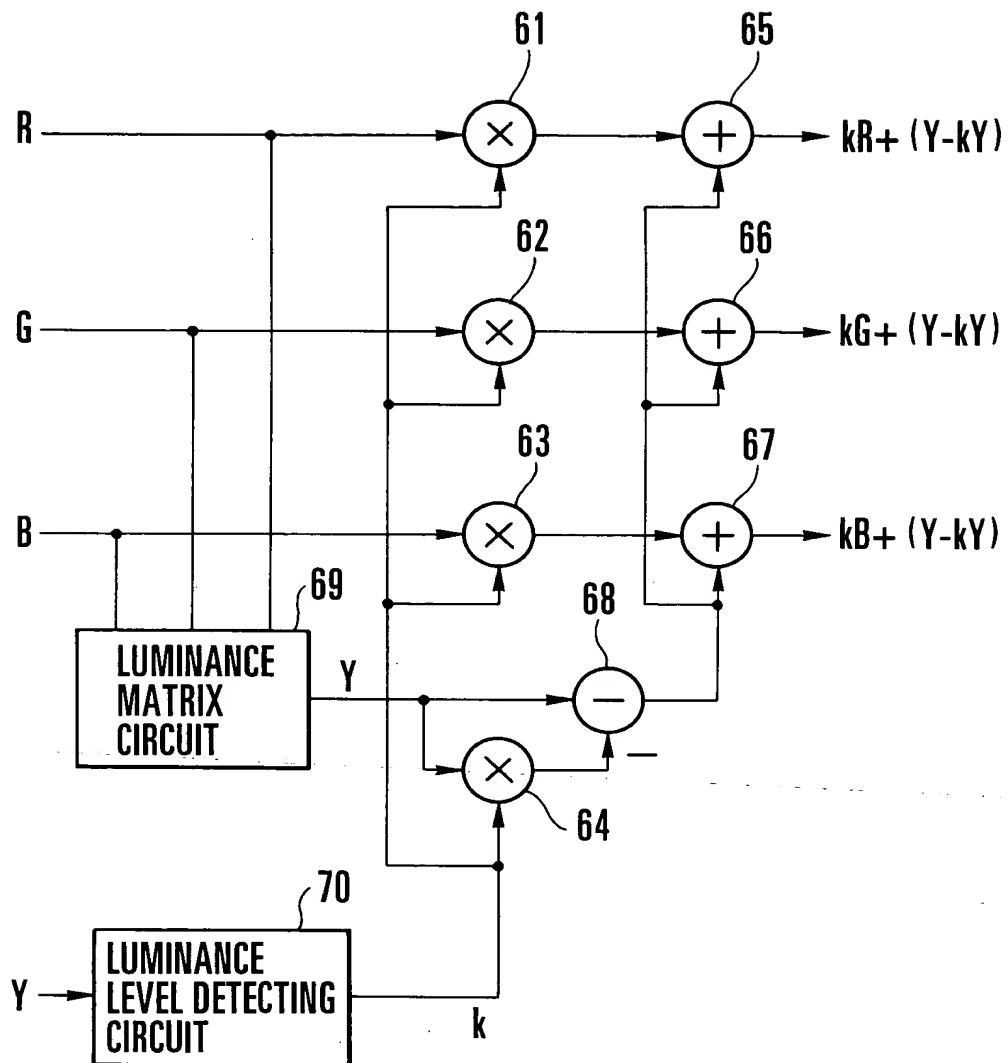 61
65
R
×
+
kR+ (Y-kY)
62
66
G
×
+
kG+ (Y-kY)
63
67
B
×
+
kB+ (Y-kY)
69
68
LUMINANCE
MATRIX
CIRCUIT
Y
−
−
×
64
70
LUMINANCE
LEVEL DETECTING
CIRCUIT
Y
k